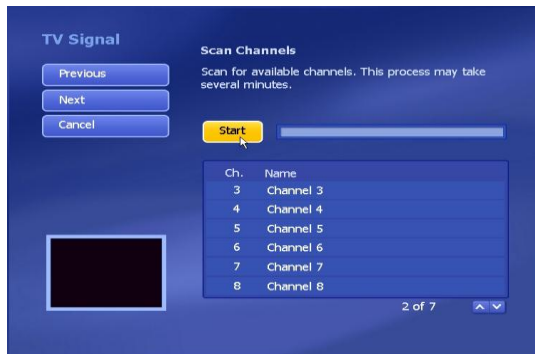 TV Signal
Previous
Next
Cancel
Scan Channels
Scan for available channels. This process may take
several minutes.
Start
Ch. Name
3 Channel 3
4 Channel 4
5 Channel 5
6 Channel 6
7 Channel 7
8 Channel 8
2 of 7